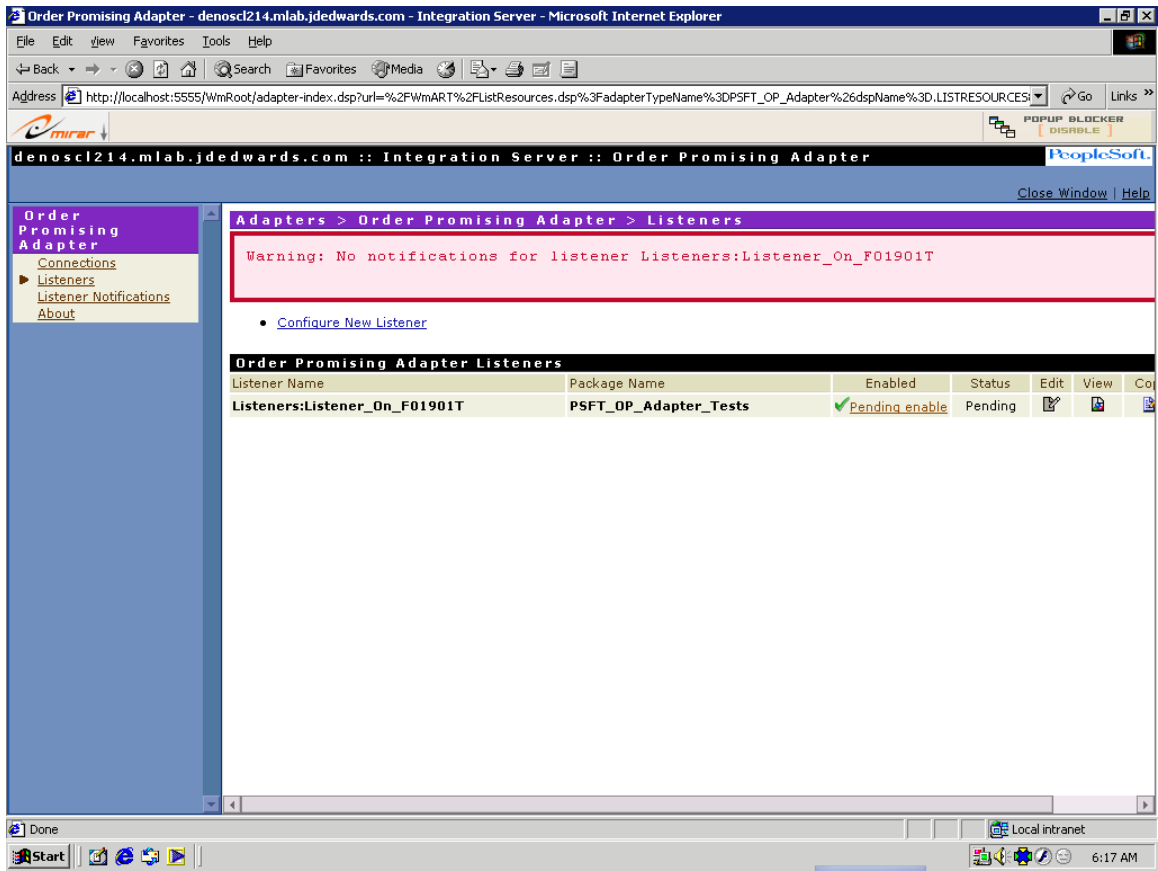 Order Promising Adapter - denoscl214.mlab.jdedwards.com - Integration Server - Microsoft Internet Explorer
File Edit View Favorites Tools Help
Back Search Favorites Media
Address http://localhost:5555/WmRoot/adapter-index.dsp?url=%2FWmART%2FListResources.dsp%3FadapterTypeName%3DPSFT_OP_Adapter%26dspName%3D.LISTRESOURCES Go Links »
mirar POPUP BLOCKER
[ DISABLE ]
denoscl214.mlab.jdedwards.com :: Integration Server :: Order Promising Adapter PeopleSoft.
Close Window | Help
Order
Promising
Adapter
Connections
Listeners
Listener Notifications
About
Adapters > Order Promising Adapter > Listeners
Warning: No notifications for listener Listeners:Listener_On_F01901T
Configure New Listener
Order Promising Adapter Listeners
Listener Name Package Name Enabled Status Edit View Co
Listeners:Listener_On_F01901T PSFT_OP_Adapter_Tests Pending enable Pending
Done Local intranet
Start 6:17 AM